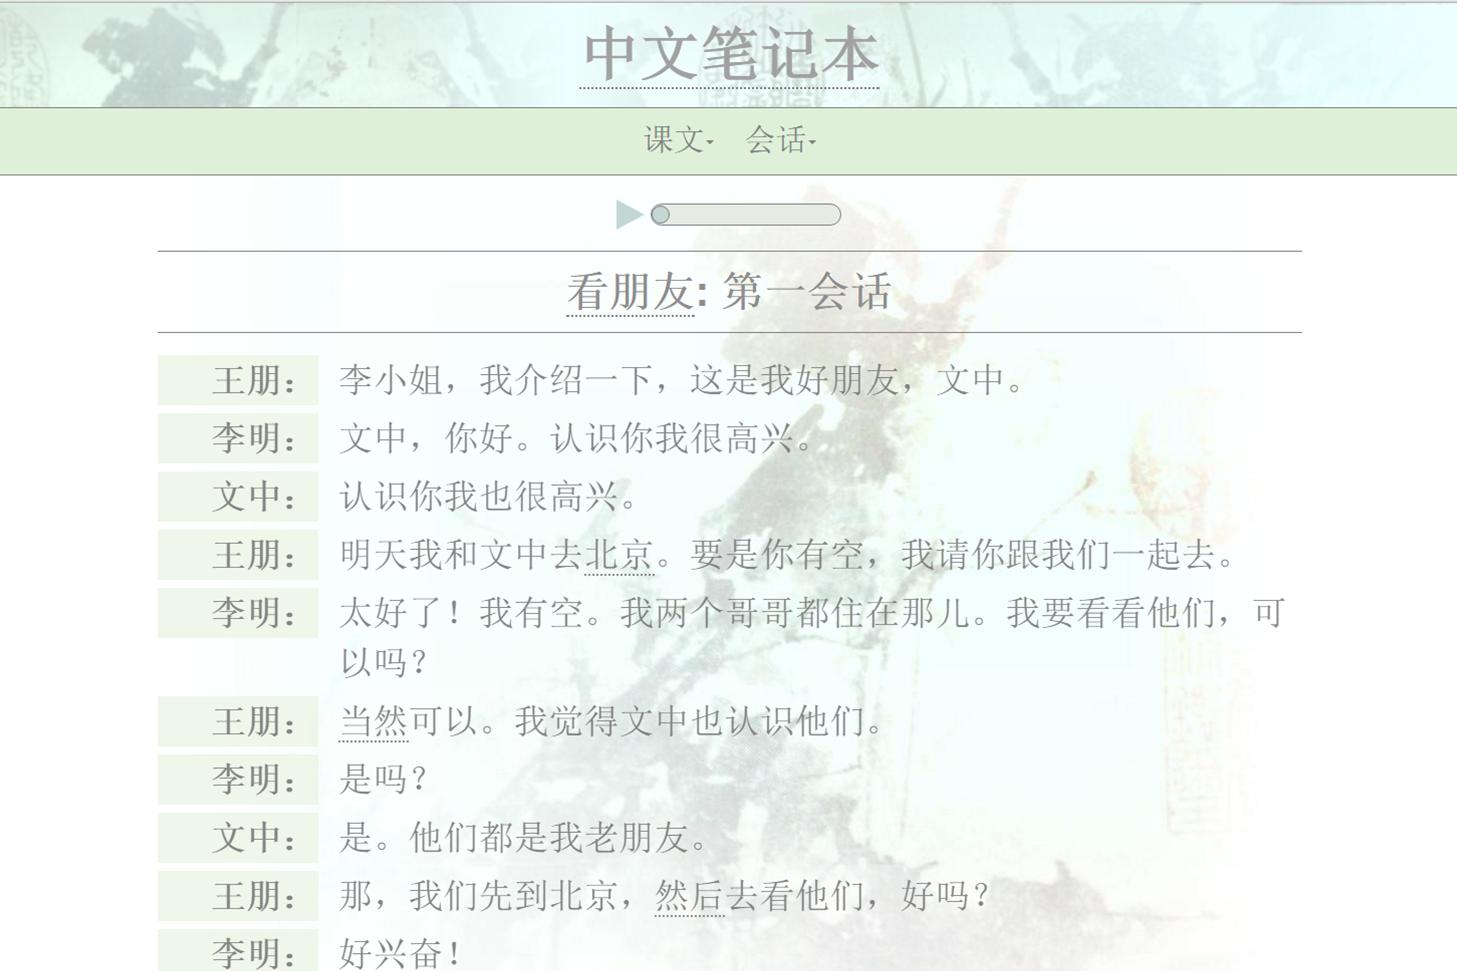 中文笔记本
课文 会话
看朋友: 第一会话
王朋： 李小姐，我介绍一下，这是我好朋友，文中。
李明： 文中，你好。认识你我很高兴。
文中： 认识你我也很高兴。
王朋： 明天我和文中去北京。要是你有空，我请你跟我们一起去。
李明： 太好了！我有空。我两个哥哥都住在那儿。我要看看他们，可
以吗？
王朋： 当然可以。我觉得文中也认识他们。
李明： 是吗？
文中： 是。他们都是我老朋友。
王朋： 那，我们先到北京，然后去看他们，好吗？
李明： 好兴奋！